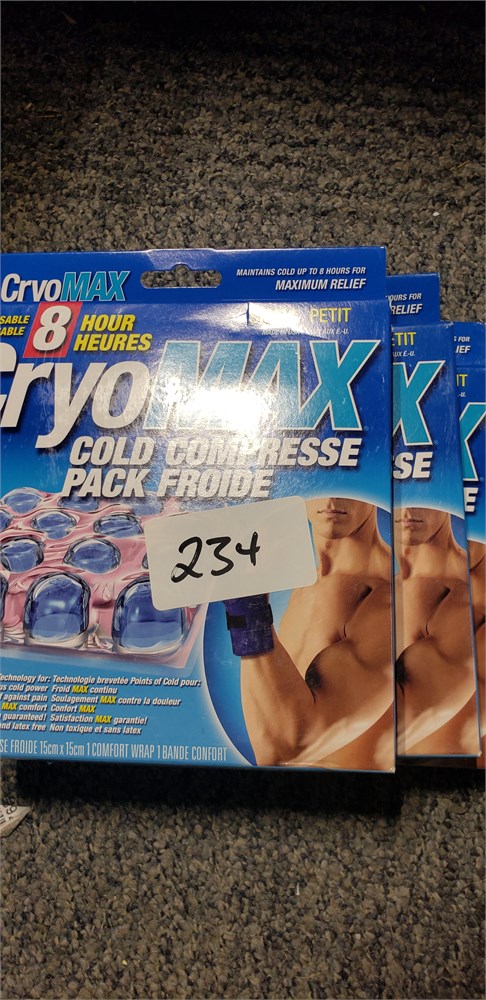 CryoMAX
MAINTAINS COLD UP TO 8 HOURS FOR
MAXIMUM RELIEF
8 HOUR
HEURES
PETIT
CryoMAX
COLD COMPRESSE
PACK FROIDE
234
Technology for: Technologie brevetée Points of Cold pour:
cold power Froid MAX continu
against pain Soulagement MAX contre la douleur
MAX comfort Confort MAX
guaranteed! Satisfaction MAX garantie!
and latex free Non toxique et sans latex
FROIDE 15cm x 15cm 1 COMFORT WRAP 1 BANDE CONFORT
HOURS FOR
RELIEF